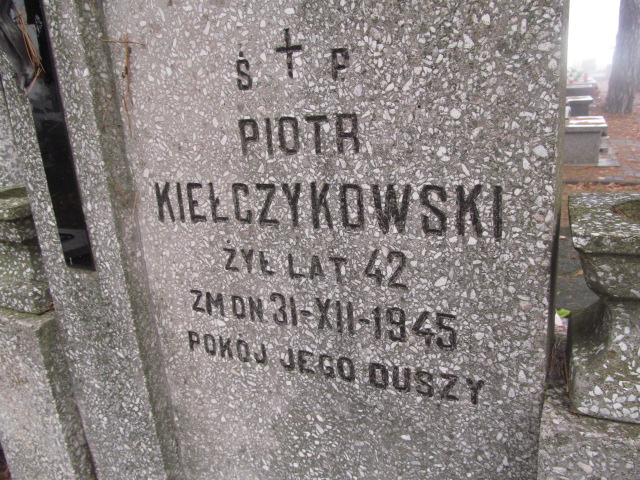 Ś † P
PIOTR
KIEŁCZYKOWSKI
ŻYŁ LAT 42
ZM DN 31-XII-1945
POKÓJ JEGO DUSZY